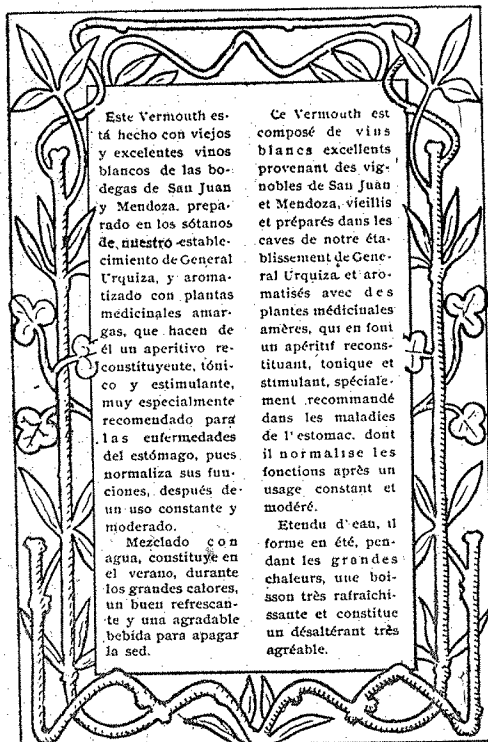 Este Vermouth es-
tá hecho con viejos
y excelentes vinos
blancos de las bo-
degas de San Juan
y Mendoza, prepa-
rado en los sótanos
de nuestro estable-
cimiento de General
Urquiza, y aroma-
tizado con plantas
medicinales amar-
gas, que hacen de
él un aperitivo re-
constituyente, tóni-
co y estimulante,
muy especialmente
recomendado para
las enfermedades
del estómago, pues
normaliza sus fun-
ciones, después de
un uso constante y
moderado.
Mezclado con
agua, constituye en
el verano, durante
los grandes calores,
un buen refrescan-
te y una agradable
bebida para apagar
la sed.
Ce Vermouth est
composé de vins
blancs excellents
provenant des vig-
nobles de San Juan
et Mendoza, vieillis
et préparés dans les
caves de notre éta-
blissement de Gene-
ral Urquiza et aro-
matisés avec des
plantes médicinales
amères, qui en font
un apéritif recons-
tituant, tonique et
stimulant, spéciale-
ment recommandé
dans les maladies
de l'estomac, dont
il normalise les
fonctions après un
usage constant et
modéré.
Etendu d'eau, il
forme en été, pen-
dant les grandes
chaleurs, une boi-
sson très rafraichi-
ssante et constitue
un désaltérant très
agréable.